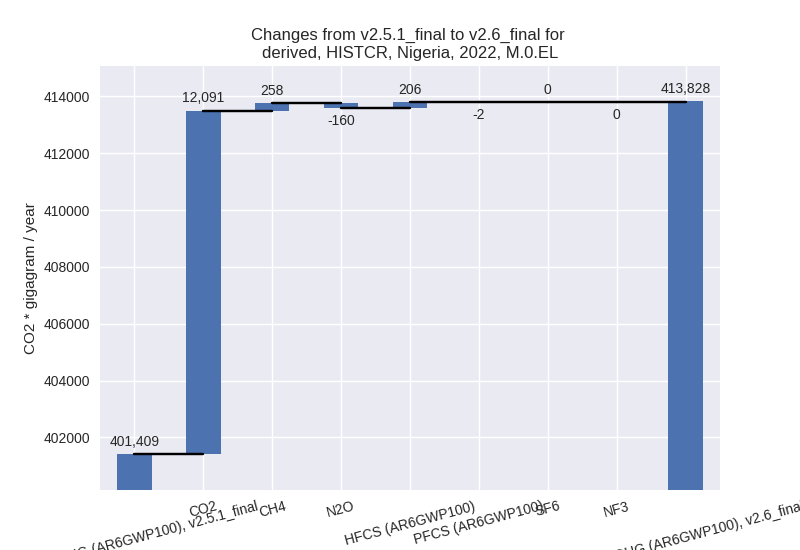 Changes from v2.5.1_final to v2.6_final for
derived, HISTCR, Nigeria, 2022, M.0.EL
CO2 * gigagram / year
414000
412000
410000
408000
406000
404000
402000
401,409
12,091
258
-160
206
-2
0
0
413,828
(AR6GWP100), v2.5.1_final
CO2
CH4
N2O
HFCS (AR6GWP100)
PFCS (AR6GWP100)
SF6
NF3
(AR6GWP100), v2.6_final